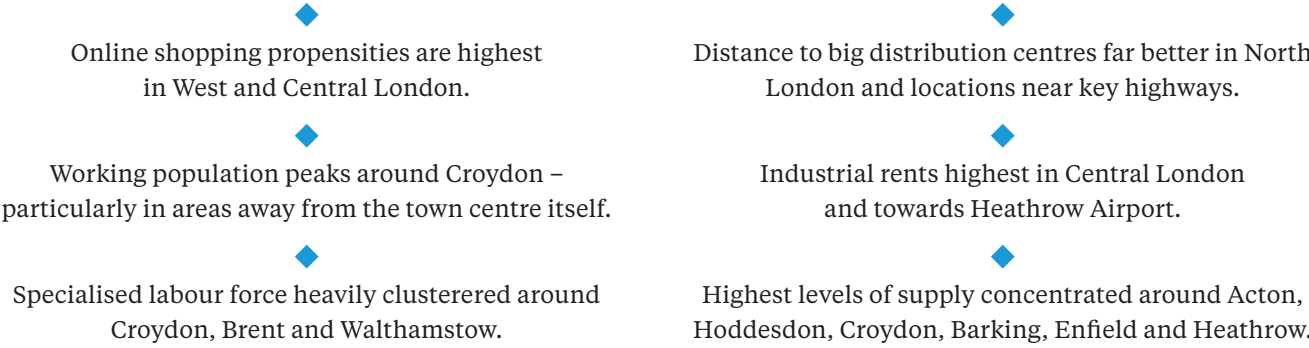 Online shopping propensities are highest
in West and Central London.
Working population peaks around Croydon –
particularly in areas away from the town centre itself.
Specialised labour force heavily clusterered around
Croydon, Brent and Walthamstow.
Distance to big distribution centres far better in North
London and locations near key highways.
Industrial rents highest in Central London
and towards Heathrow Airport.
Highest levels of supply concentrated around Acton,
Hoddesdon, Croydon, Barking, Enfield and Heathrow.